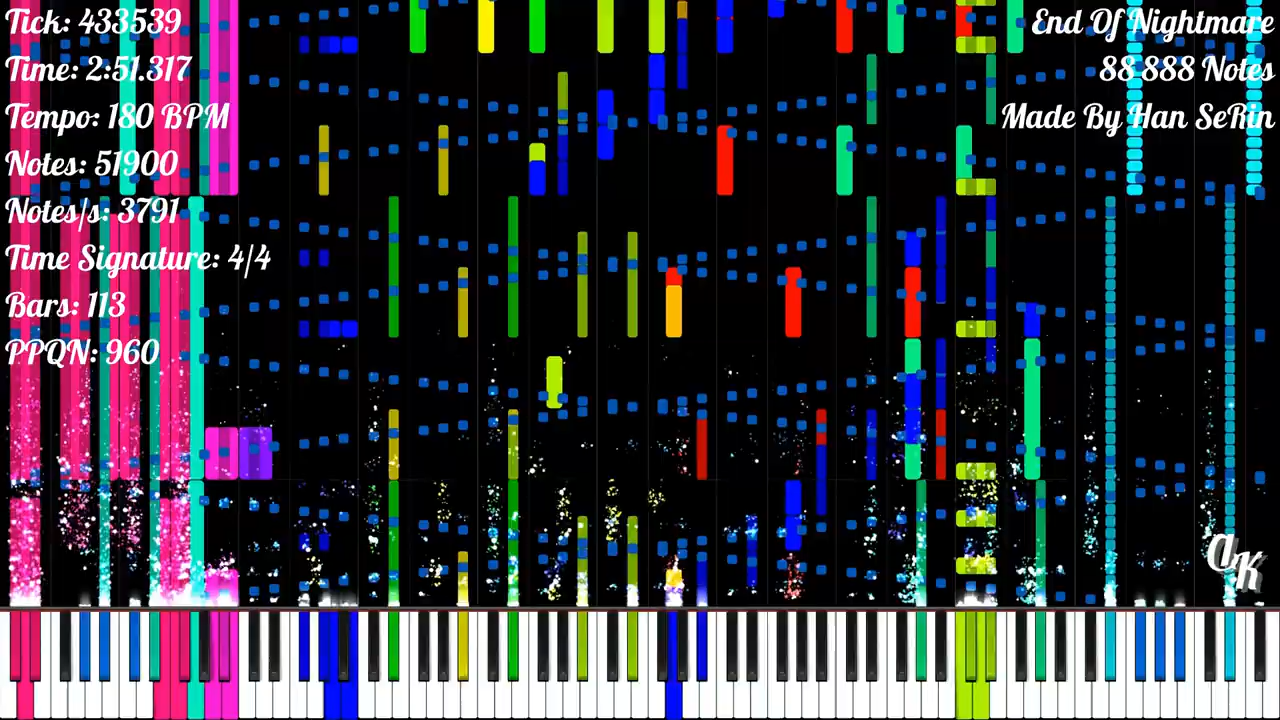 Tick: 433539
Time: 2:51.317
Tempo: 180 BPM
Notes: 51900
Notes/s: 3791
Time Signature: 4/4
Bars: 113
PPQN: 960
End Of Nightmare
88 888 Notes
Made By Han SeRin
AK